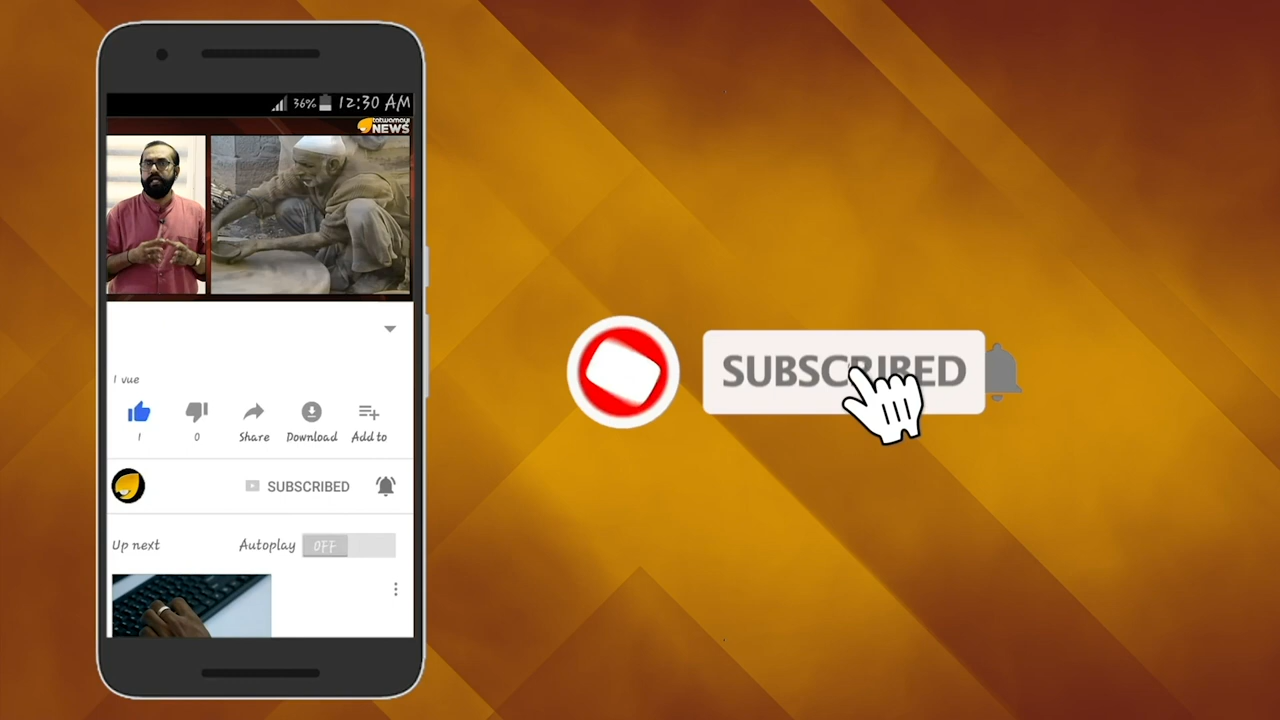 36% 12:30 AM
tatwamayi
NEWS
1 vue
1
0
Share
Download
Add to
SUBSCRIBED
Up next
Autoplay
OFF
SUBSCRIBED